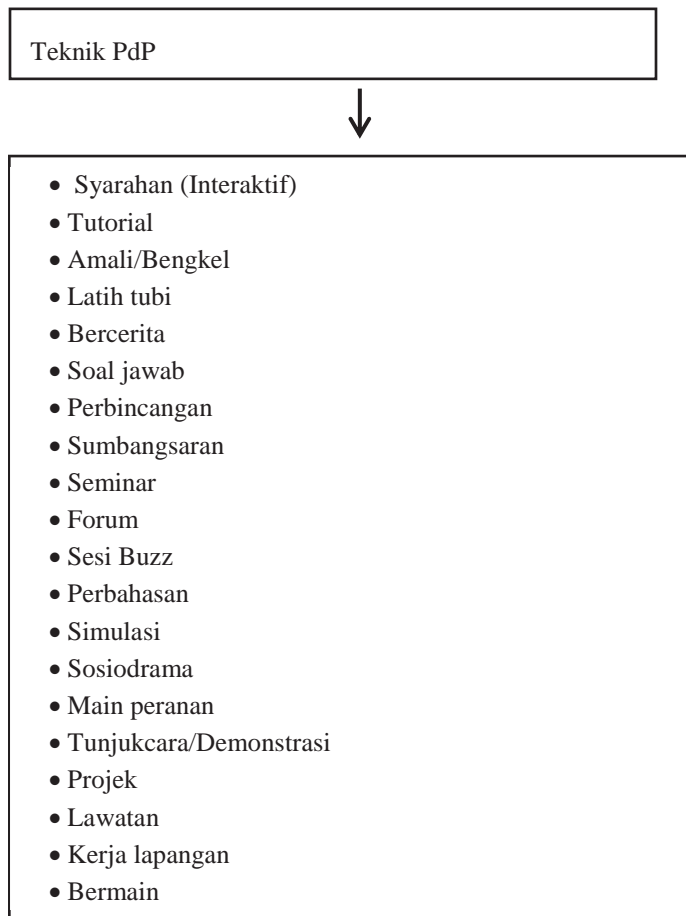 Teknik PdP
• Syarahan (Interaktif)
• Tutorial
• Amali/Bengkel
• Latih tubi
• Bercerita
• Soal jawab
• Perbincangan
• Sumbangsaran
• Seminar
• Forum
• Sesi Buzz
• Perbahasan
• Simulasi
• Sosiodrama
• Main peranan
• Tunjukcara/Demonstrasi
• Projek
• Lawatan
• Kerja lapangan
• Bermain